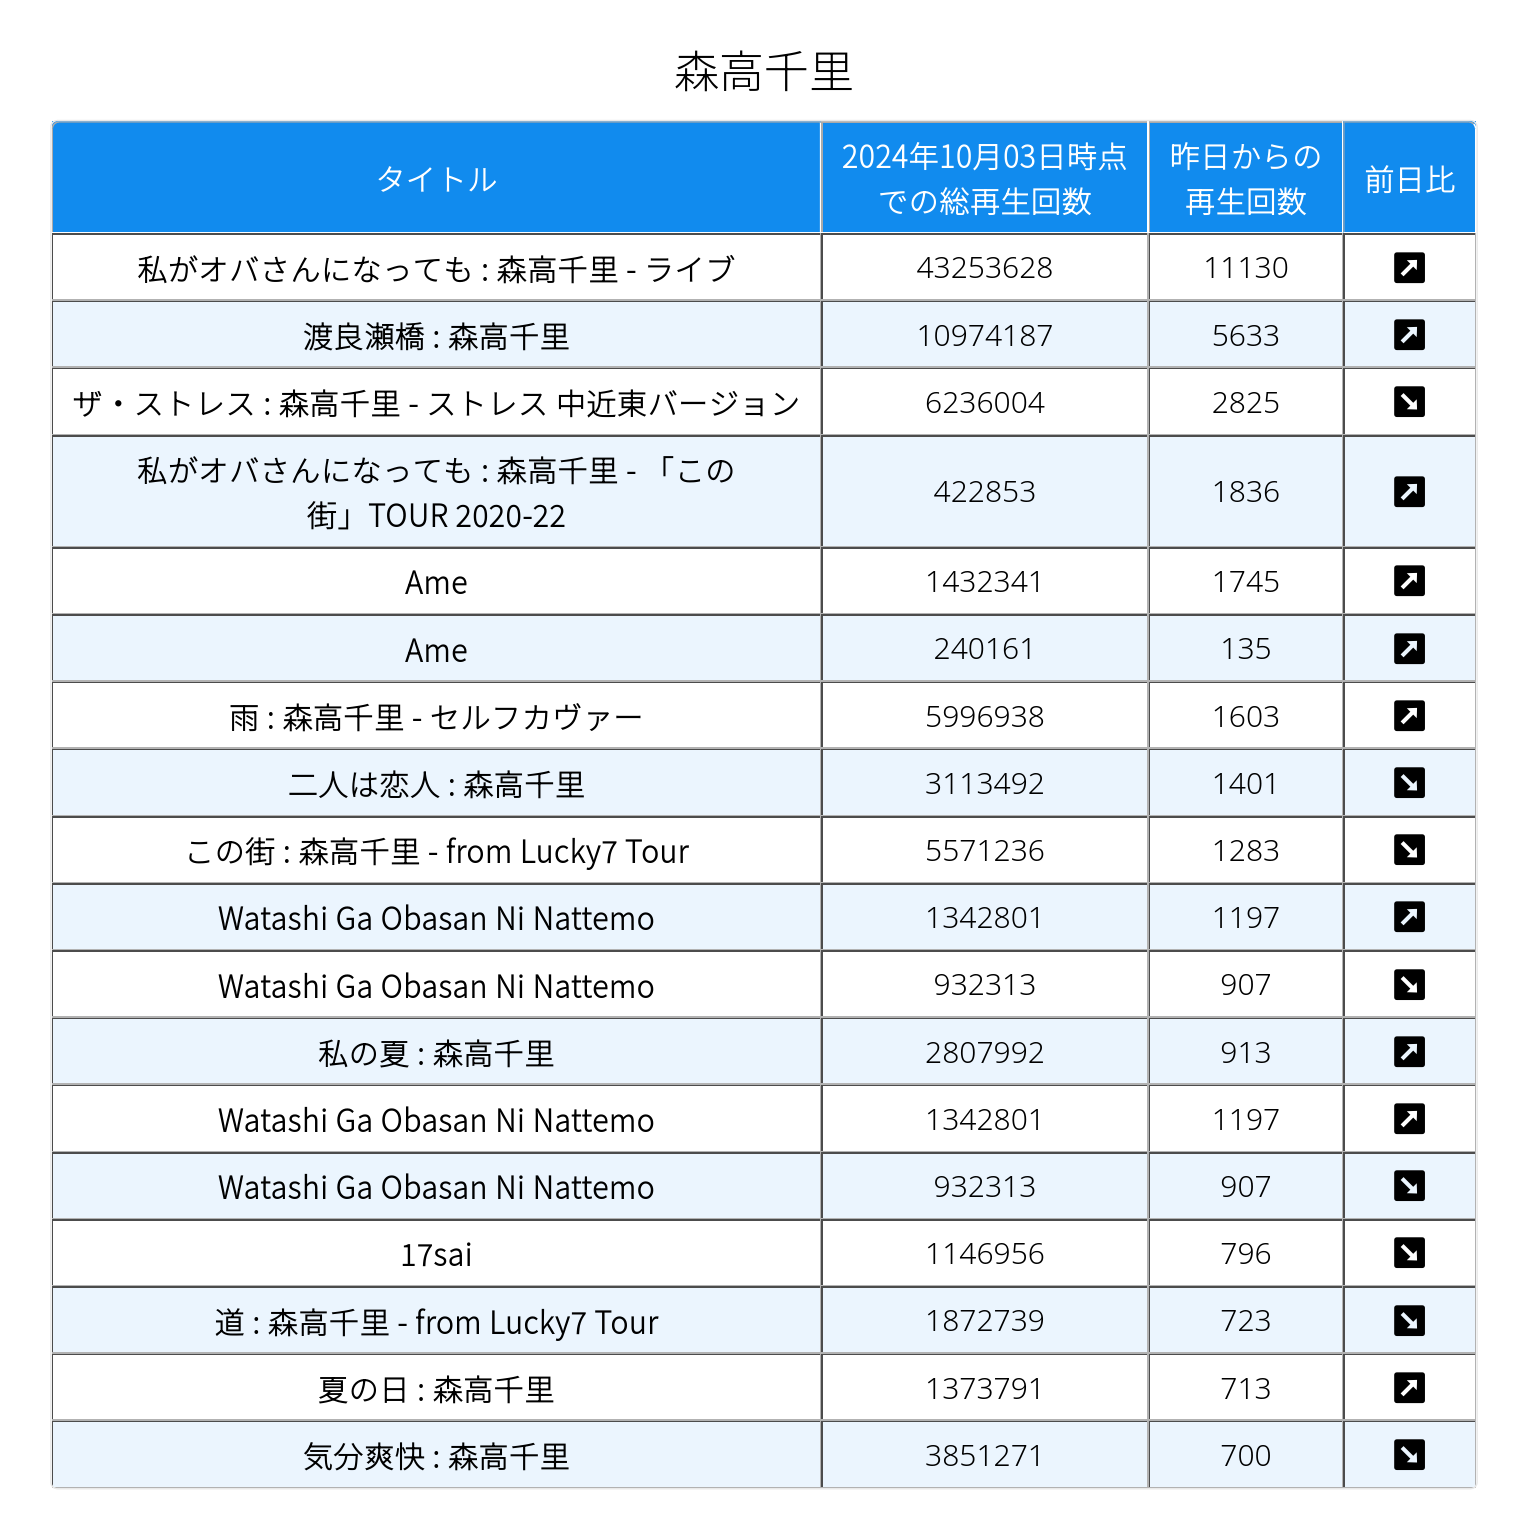 森高千里
タイトル
2024年10月03日時点
での総再生回数
昨日からの
再生回数
前日比
私がオバさんになっても : 森高千里 - ライブ 43253628 11130
渡良瀬橋 : 森高千里 10974187 5633
ザ・ストレス : 森高千里 - ストレス 中近東バージョン 6236004 2825
私がオバさんになっても : 森高千里 - 「この
街」TOUR 2020-22 422853 1836
Ame 1432341 1745
Ame 240161 135
雨 : 森高千里 - セルフカヴァー 5996938 1603
二人は恋人 : 森高千里 3113492 1401
この街 : 森高千里 - from Lucky7 Tour 5571236 1283
Watashi Ga Obasan Ni Nattemo 1342801 1197
Watashi Ga Obasan Ni Nattemo 932313 907
私の夏 : 森高千里 2807992 913
Watashi Ga Obasan Ni Nattemo 1342801 1197
Watashi Ga Obasan Ni Nattemo 932313 907
17sai 1146956 796
道 : 森高千里 - from Lucky7 Tour 1872739 723
夏の日 : 森高千里 1373791 713
気分爽快 : 森高千里 3851271 700